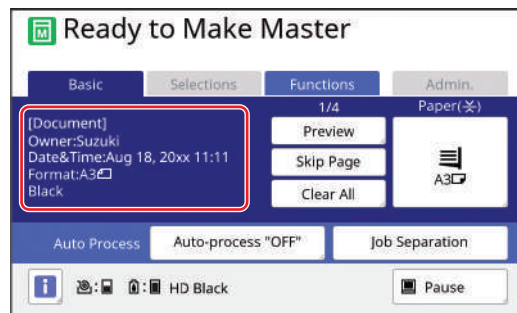 Ready to Make Master
Basic
Selections
Functions
Admin.
[Document]
Owner:Suzuki
Date&Time:Aug 18, 20xx 11:11
Format:A3
Black
1/4
Preview
Skip Page
Clear All
Paper(⚹)
A3
Auto Process
Auto-process "OFF"
Job Separation
i
HD Black
Pause